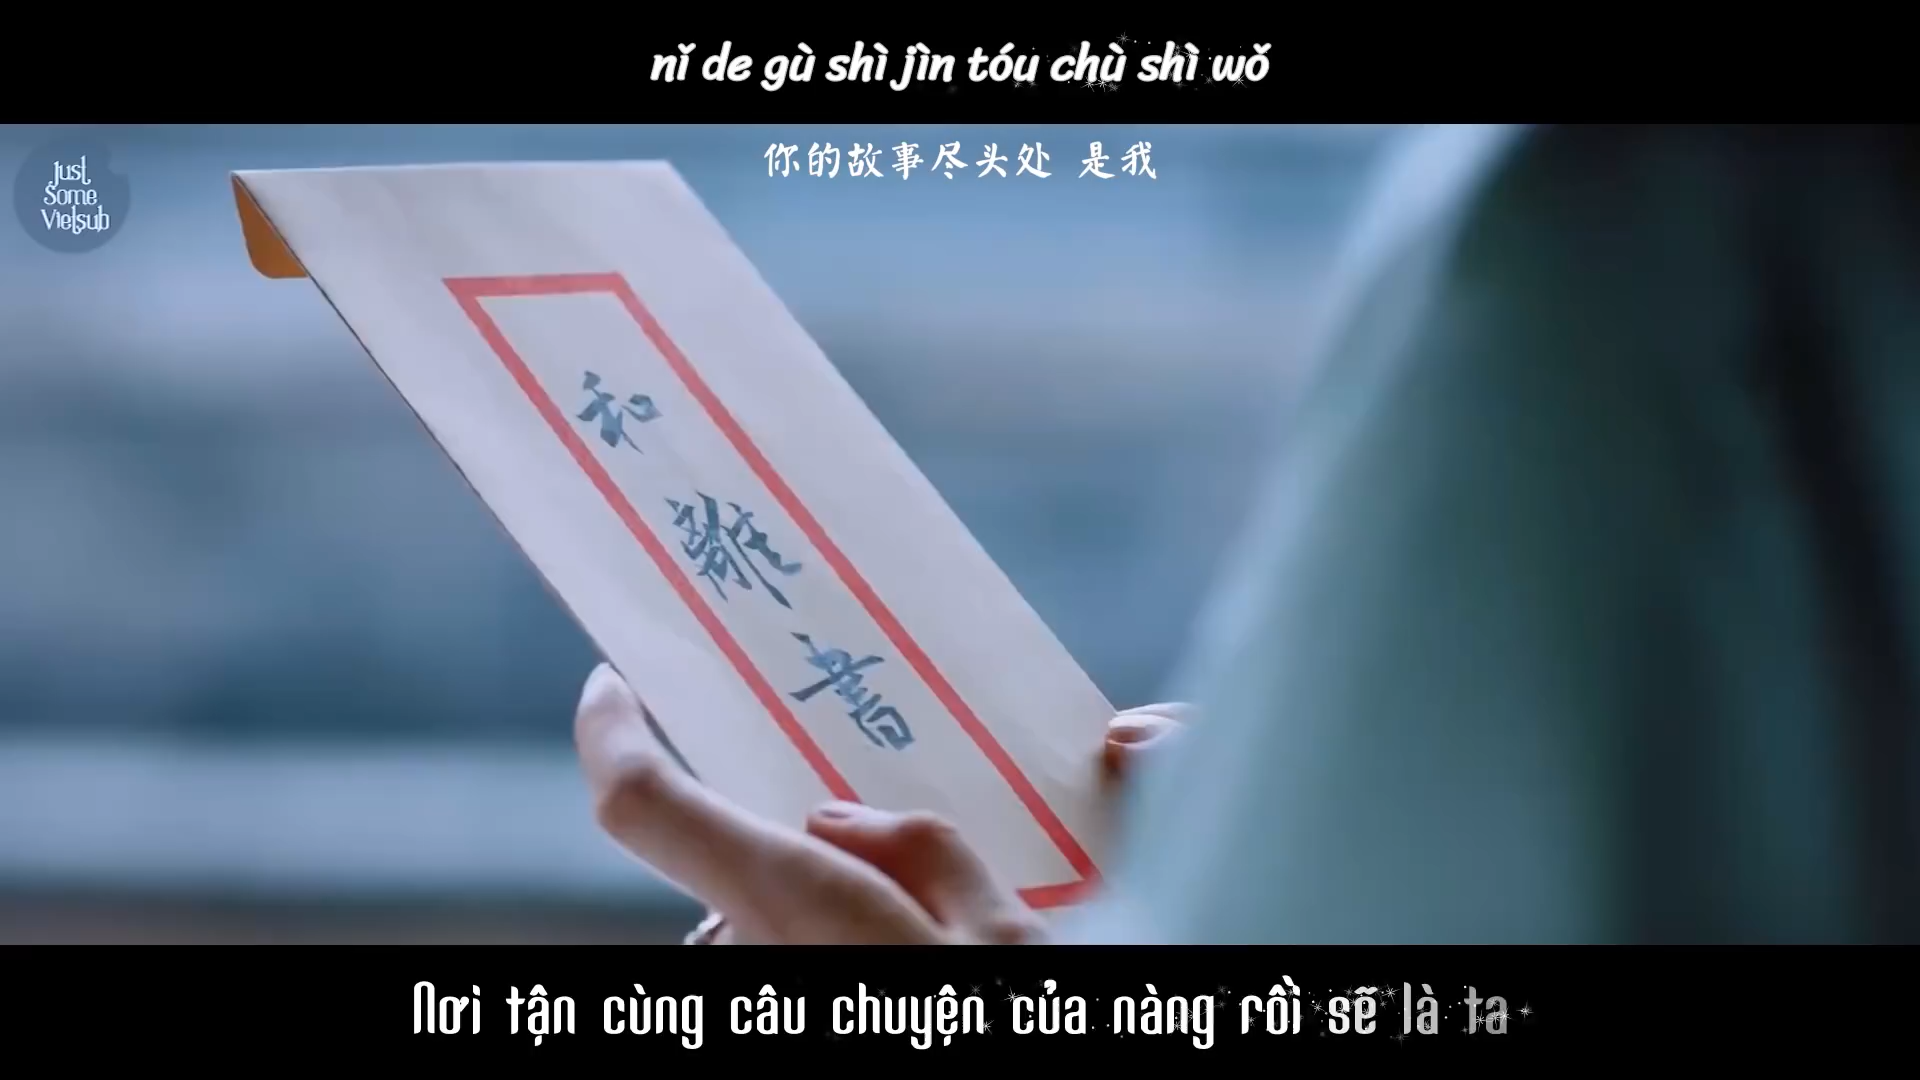 nǐ de gù shì jìn tóu chù shì wǒ
你的故事尽头处 是我
Just
Some
Vietsub
和
離
書
Nơi tận cùng câu chuyện của nàng rồi sẽ là ta